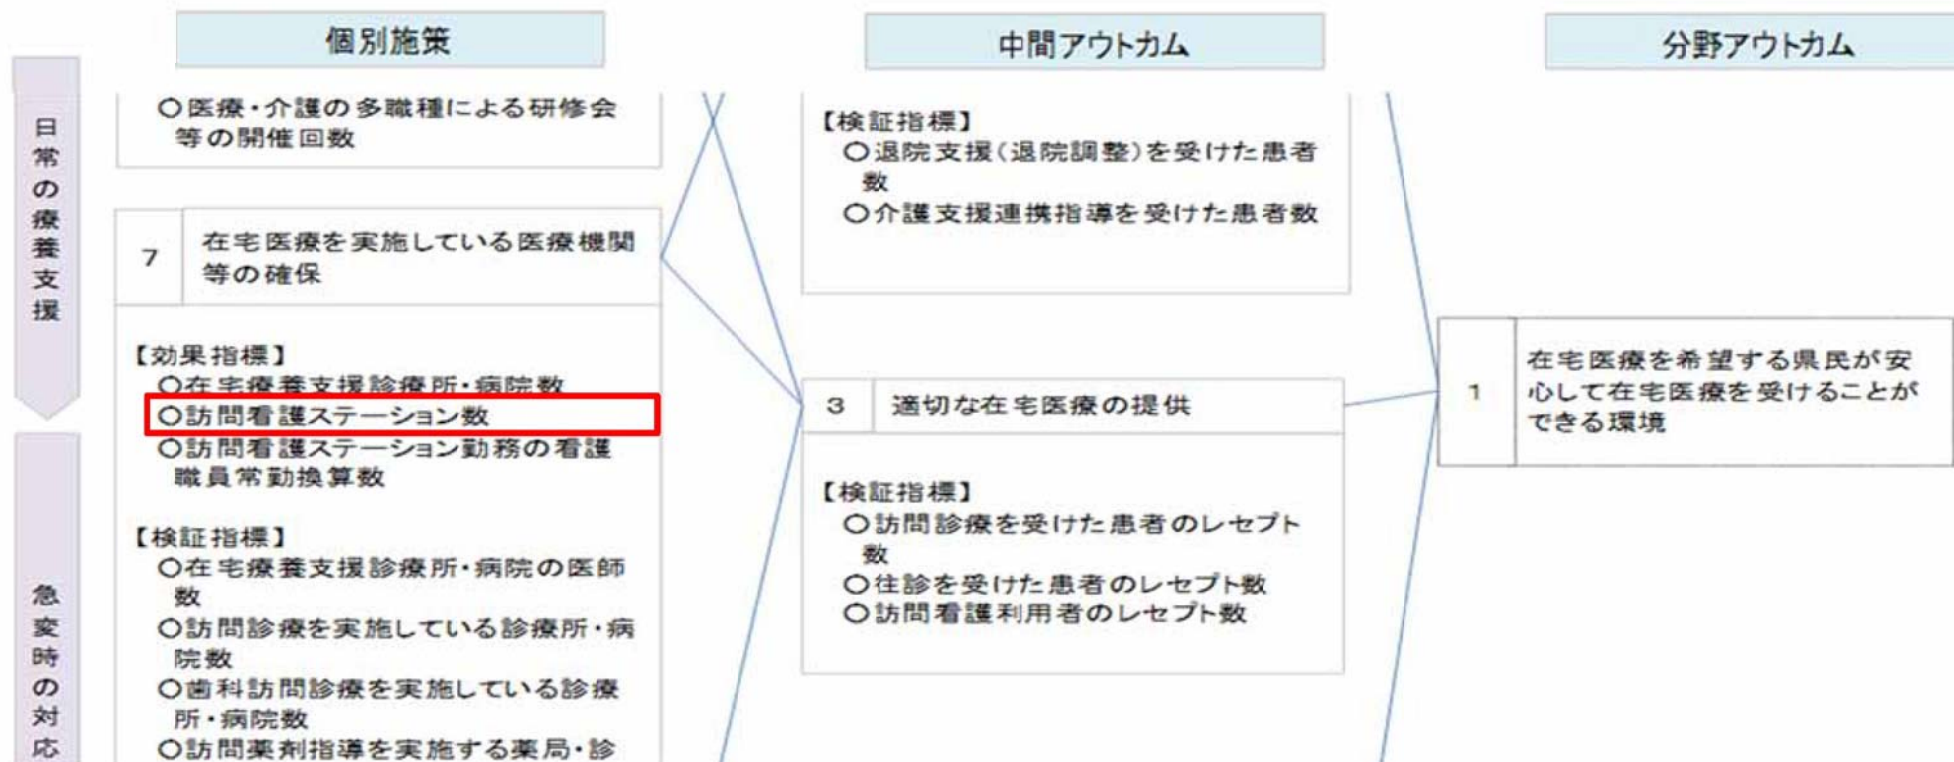 個別施策
中間アウトカム
分野アウトカム
日常の療養支援
○医療・介護の多職種による研修会
等の開催回数
7
在宅医療を実施している医療機関
等の確保
【効果指標】
○在宅療養支援診療所・病院数
○訪問看護ステーション数
○訪問看護ステーション勤務の看護
職員常勤換算数
【検証指標】
○在宅療養支援診療所・病院の医師
数
○訪問診療を実施している診療所・病
院数
○歯科訪問診療を実施している診療
所・病院数
○訪問薬剤指導を実施する薬局・診
急変時の対応
【検証指標】
○退院支援(退院調整)を受けた患者
数
○介護支援連携指導を受けた患者数
3
適切な在宅医療の提供
【検証指標】
○訪問診療を受けた患者のレセプト
数
○往診を受けた患者のレセプト数
○訪問看護利用者のレセプト数
1
在宅医療を希望する県民が安
心して在宅医療を受けることが
できる環境